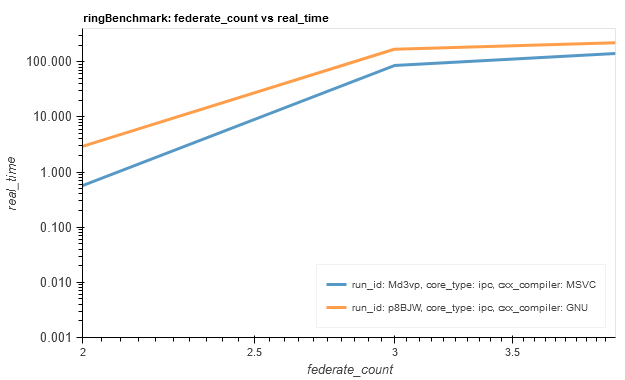 ringBenchmark: federate_count vs real_time
real_time
100.000
10.000
1.000
0.100
0.010
0.001
run_id: Md3vp, core_type: ipc, cxx_compiler: MSVC
run_id: p8BJW, core_type: ipc, cxx_compiler: GNU
2
2.5
3
3.5
federate_count